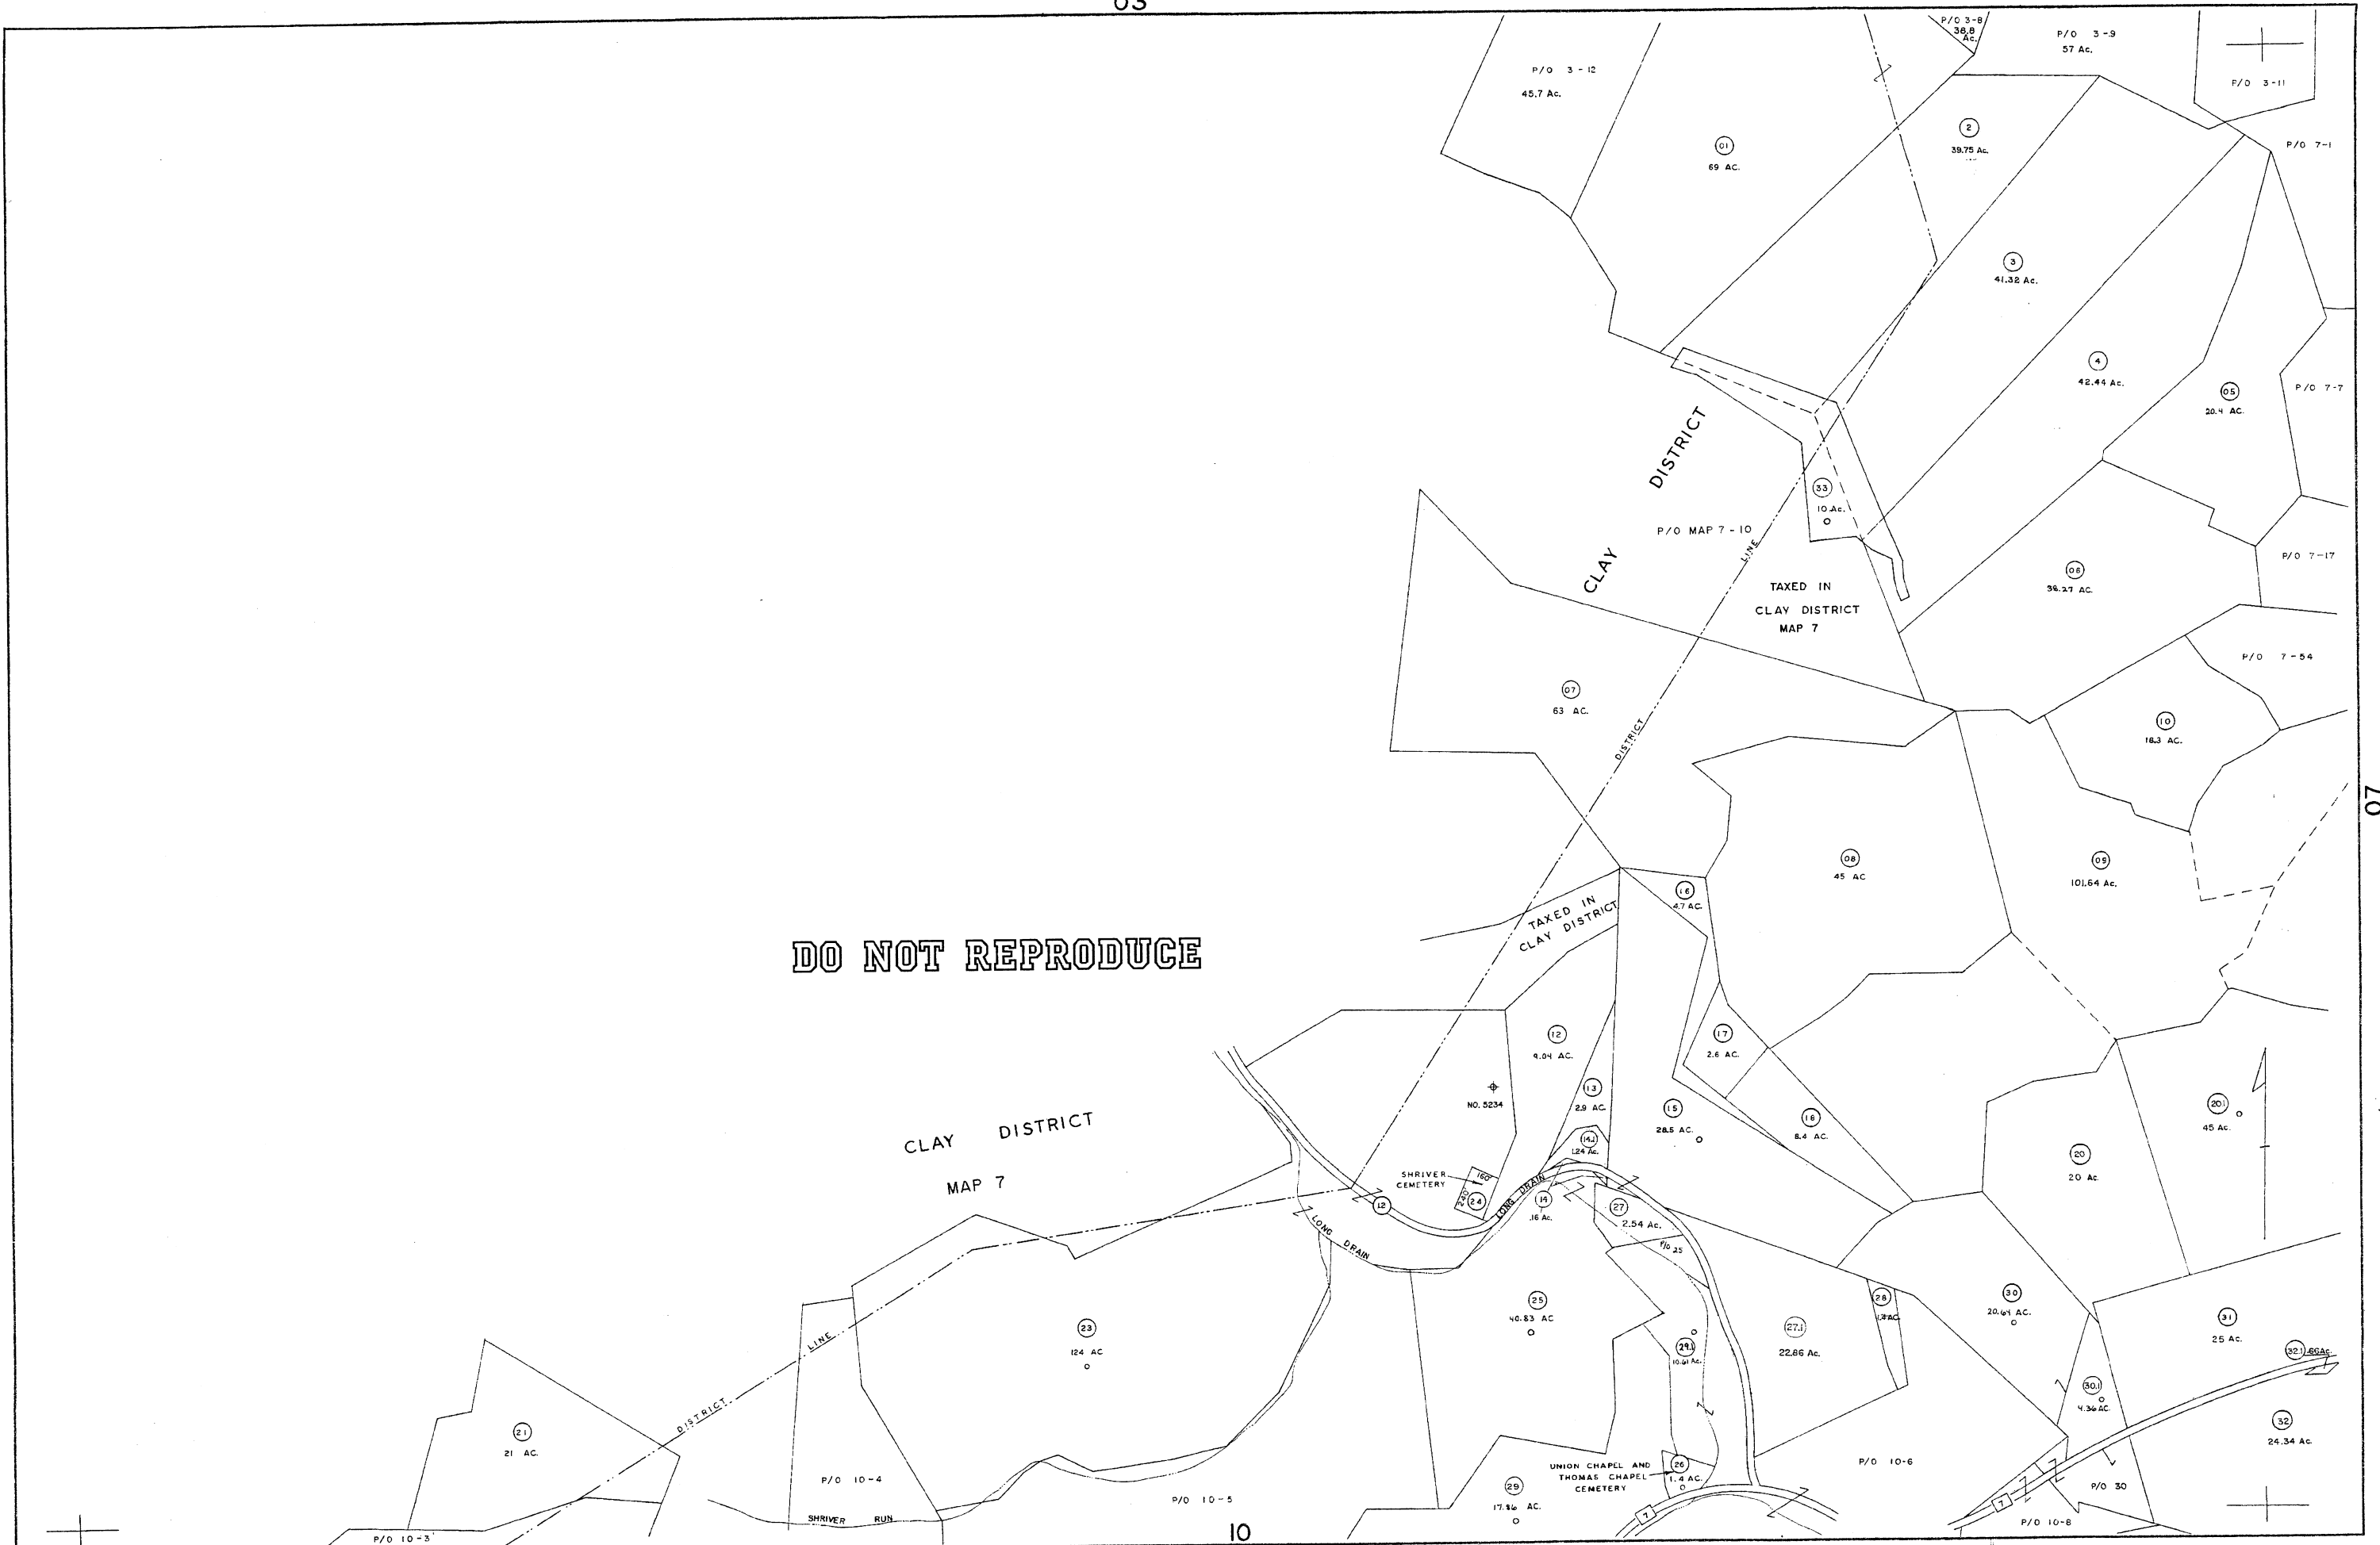 03
P/O 3-8
38.8
Ac.
P/O 3-9
57 Ac.
P/O 3-11
P/O 3-12
45.7 Ac.
01
69 AC.
2
39.75 Ac.
P/O 7-1
3
41.32 Ac.
4
42.44 Ac.
05
20.4 AC.
P/O 7-7
CLAY DISTRICT
33
10 Ac.
P/O MAP 7-10
LINE
P/O 7-17
06
36.27 AC.
TAXED IN
CLAY DISTRICT
MAP 7
P/O 7-54
07
63 AC.
DISTRICT
10
18.3 AC.
07
08
45 AC
09
101.64 Ac.
16
4.7 AC.
TAXED IN
CLAY DISTRICT
DO NOT REPRODUCE
12
9.04 AC.
17
2.6 AC.
NO. 5234
13
2.9 AC.
15
28.5 AC.
18
8.4 AC.
20.1
45 Ac.
CLAY DISTRICT
MAP 7
14.1
1.24 Ac.
20
20 Ac.
SHRIVER
CEMETERY
160'
240'
24
LONG DRAIN
14
.16 Ac.
12
27
2.54 Ac.
P/O 25
LONG DRAIN
25
40.83 AC
28
30
20.64 AC.
23
124 AC
27.1
22.86 Ac.
31
25 Ac.
LINE
29.1
10.61 Ac.
32.1
.66Ac.
30.1
4.36 AC.
DISTRICT
21
21 AC.
32
24.34 Ac.
P/O 10-4
P/O 10-6
UNION CHAPEL AND
THOMAS CHAPEL
CEMETERY
26
1.4 AC.
29
17.86 AC.
P/O 30
P/O 10-5
7
7
SHRIVER RUN
P/O 10-8
P/O 10-3
10